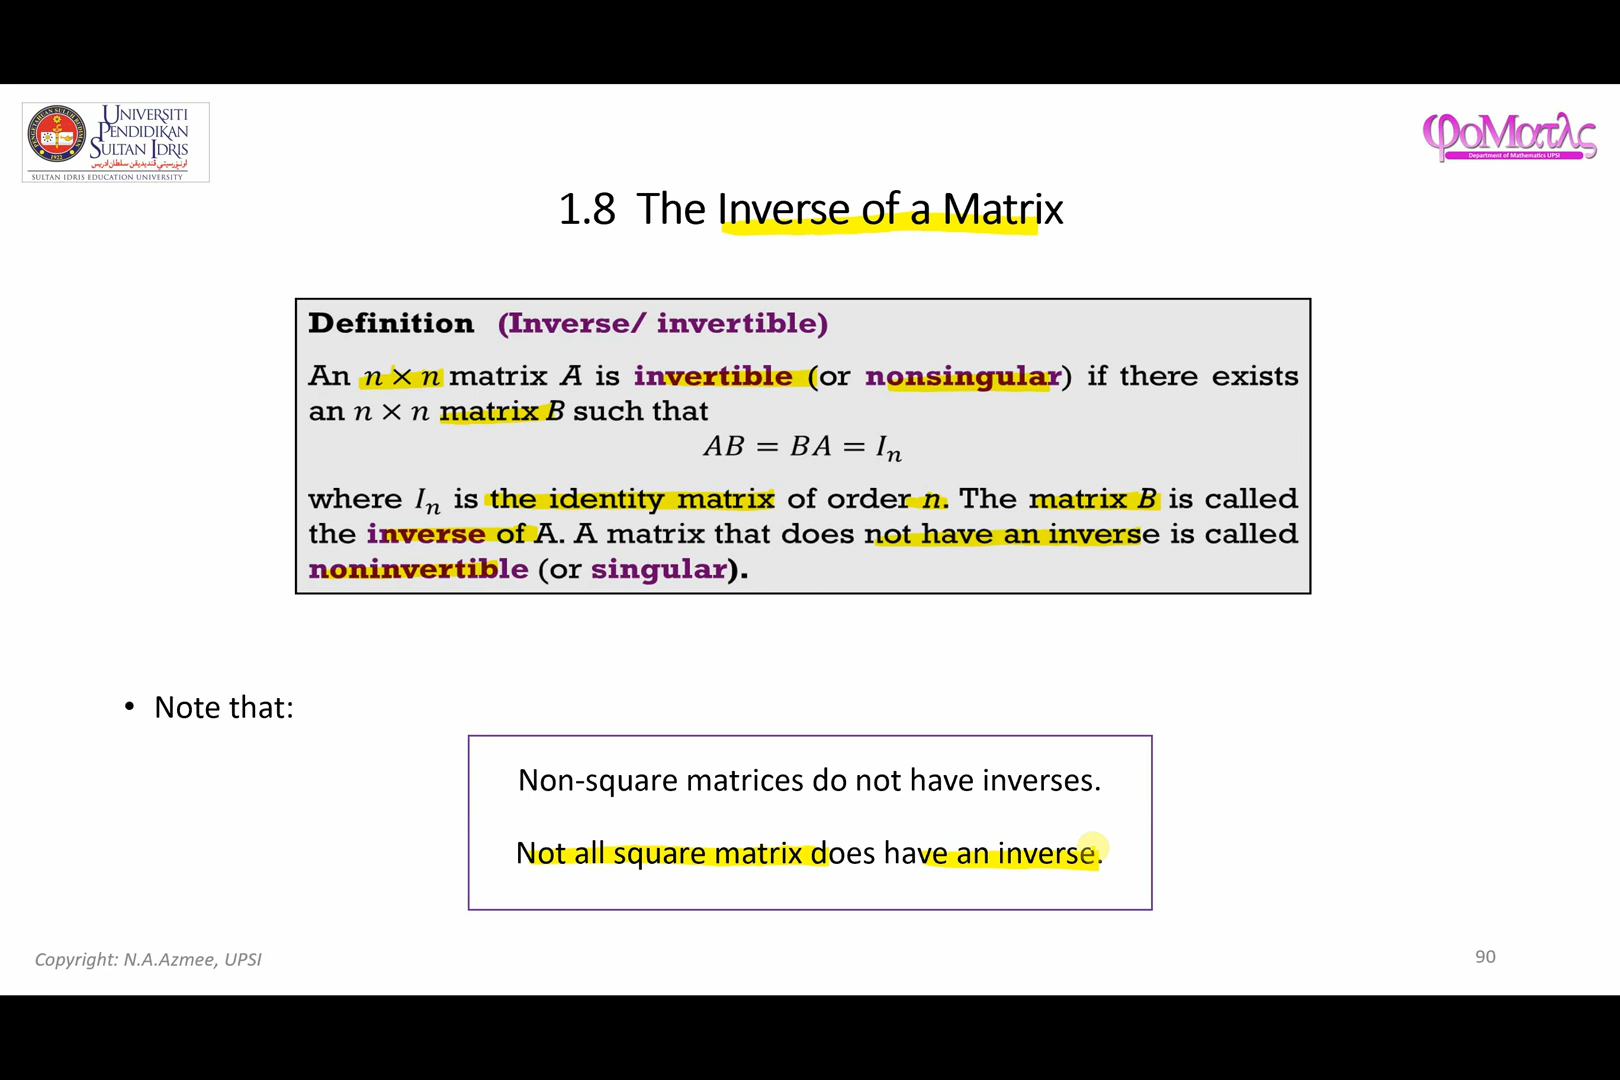 UNIVERSITI
PENDIDIKAN
SULTAN IDRIS
اونيۏرسيتي ڤنديديقن سلطان ادريس
SULTAN IDRIS EDUCATION UNIVERSITY
φοΜατλς
Department of Mathematics UPSI
1.8 The Inverse of a Matrix
Definition (Inverse/ invertible)
An n × n matrix A is invertible (or nonsingular) if there exists
an n × n matrix B such that
AB = BA = Iₙ
where Iₙ is the identity matrix of order n. The matrix B is called
the inverse of A. A matrix that does not have an inverse is called
noninvertible (or singular).
• Note that:
Non-square matrices do not have inverses.
Not all square matrix does have an inverse.
Copyright: N.A.Azmee, UPSI
90